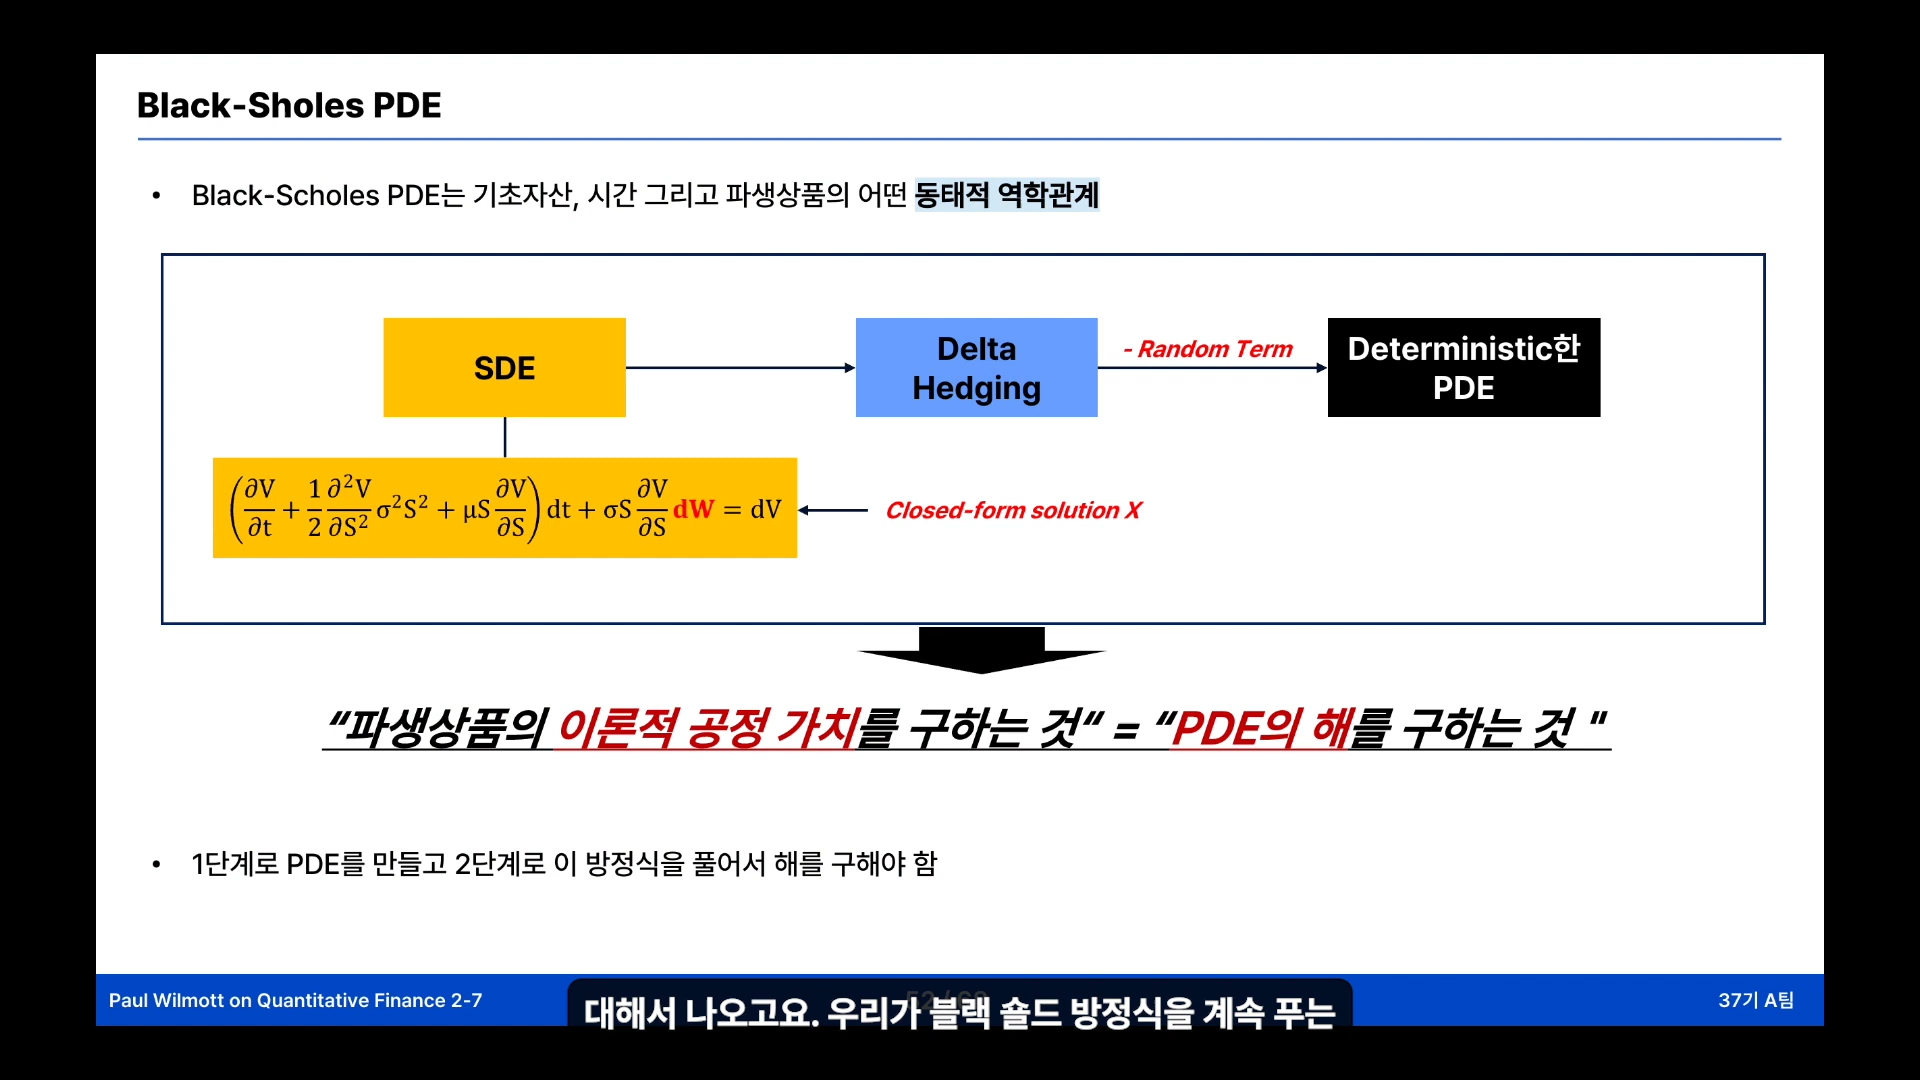 Black-Sholes PDE
• Black-Scholes PDE는 기초자산, 시간 그리고 파생상품의 어떤 동태적 역학관계
SDE
Delta
Hedging
- Random Term
Deterministic한
PDE
(∂V/∂t + 1/2 ∂²V/∂S² σ²S² + μS ∂V/∂S) dt + σS ∂V/∂S dW = dV
Closed-form solution X
“파생상품의 이론적 공정 가치를 구하는 것“ = “PDE의 해를 구하는 것 "
• 1단계로 PDE를 만들고 2단계로 이 방정식을 풀어서 해를 구해야 함
Paul Wilmott on Quantitative Finance 2-7
37기 A팀
대해서 나오고요. 우리가 블랙 숄드 방정식을 계속 푸는